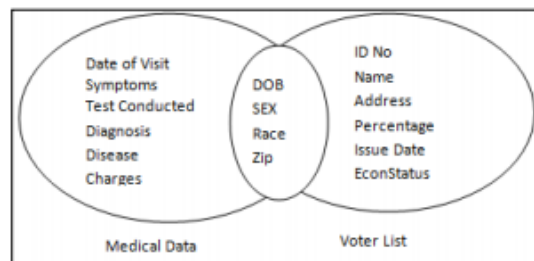 Date of Visit
Symptoms
Test Conducted
Diagnosis
Disease
Charges
DOB
SEX
Race
Zip
ID No
Name
Address
Percentage
Issue Date
EconStatus
Medical Data
Voter List